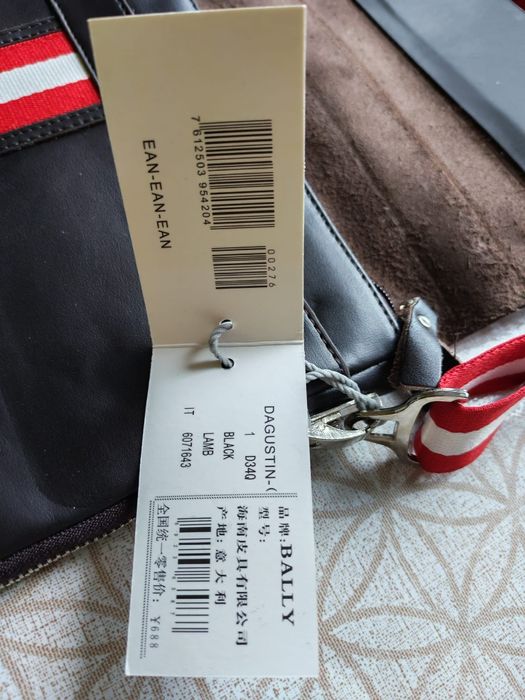 EAN-EAN-EAN
7 612503 954204
00276
DAGUSTIN-(
1 D34Q
BLACK
LAMB
IT 6071643
品牌:BALLY
型号:
海南皮具有限公司
产地:意大利
全国统一零售价:¥688